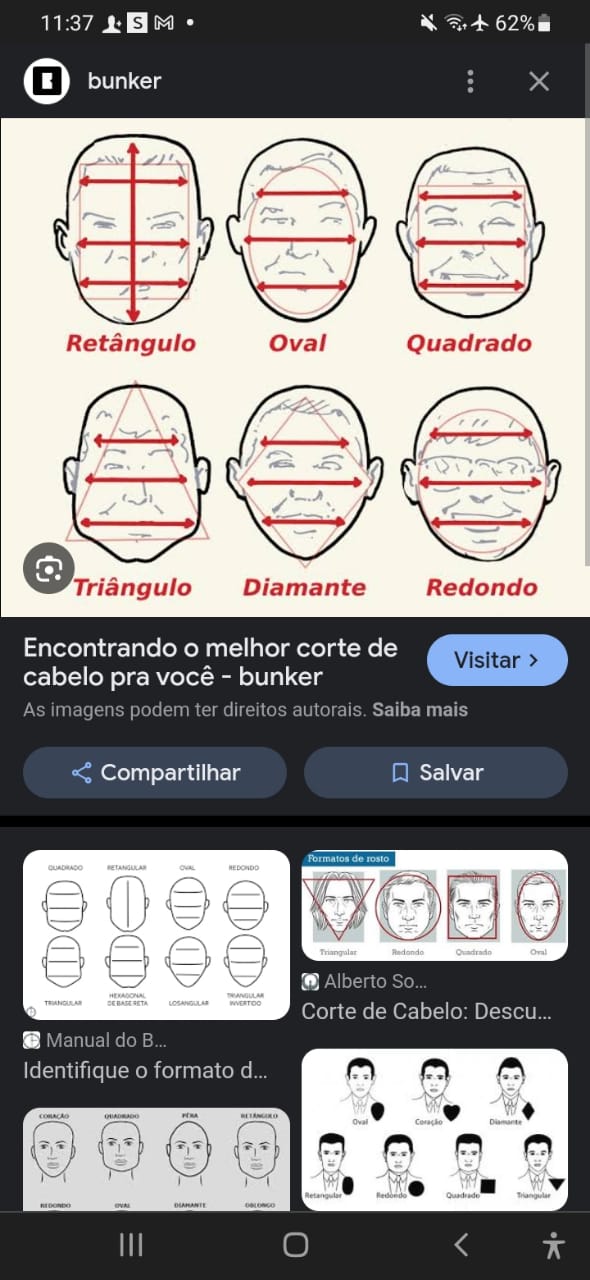 11:37 S M 62%
bunker
Retângulo
Oval
Quadrado
Triângulo
Diamante
Redondo
Encontrando o melhor corte de
cabelo pra você - bunker
Visitar
As imagens podem ter direitos autorais. Saiba mais
Compartilhar
Salvar
QUADRADO
RETANGULAR
OVAL
REDONDO
TRIANGULAR
HEXAGONAL
DE BASE RETA
LOSANGULAR
TRIANGULAR
INVERTIDO
Manual do B...
Identifique o formato d...
Formatos de rosto
Triangular
Redondo
Quadrado
Oval
Alberto So...
Corte de Cabelo: Descu...
CORAÇÃO
QUADRADO
PÊRA
RETÂNGULO
REDONDO
OVAL
DIAMANTE
OBLONGO
Oval
Coração
Diamante
Retangular
Redondo
Quadrado
Triangular